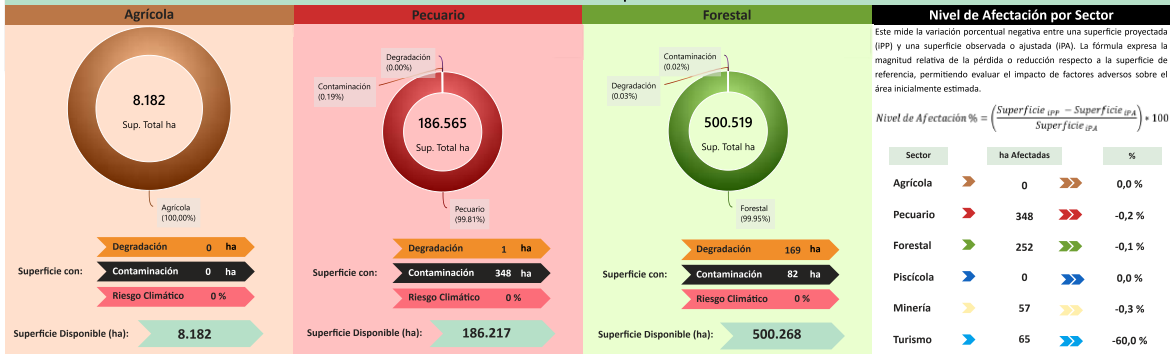 Agrícola
8.182
Sup. Total ha
Agrícola
(100,00%)
Superficie con:
Degradación 0 ha
Contaminación 0 ha
Riesgo Climático 0 %
Superficie Disponible (ha): 8.182
Pecuario
Degradación
(0.00%)
Contaminación
(0.19%)
186.565
Sup. Total ha
Pecuario
(99.81%)
Superficie con:
Degradación 1 ha
Contaminación 348 ha
Riesgo Climático 0 %
Superficie Disponible (ha): 186.217
Forestal
Contaminación
(0.02%)
Degradación
(0.03%)
500.519
Sup. Total ha
Forestal
(99.95%)
Superficie con:
Degradación 169 ha
Contaminación 82 ha
Riesgo Climático 0 %
Superficie Disponible (ha): 500.268
Nivel de Afectación por Sector
Este mide la variación porcentual negativa entre una superficie proyectada
(iPP) y una superficie observada o ajustada (iPA). La fórmula expresa la
magnitud relativa de la pérdida o reducción respecto a la superficie de
referencia, permitiendo evaluar el impacto de factores adversos sobre el
área inicialmente estimada.
Nivel de Afectación % = (Superficie iPP − Superficie iPA / Superficie iPA) * 100
Sector ha Afectadas %
Agrícola 0 0,0 %
Pecuario 348 -0,2 %
Forestal 252 -0,1 %
Piscícola 0 0,0 %
Minería 57 -0,3 %
Turismo 65 -60,0 %